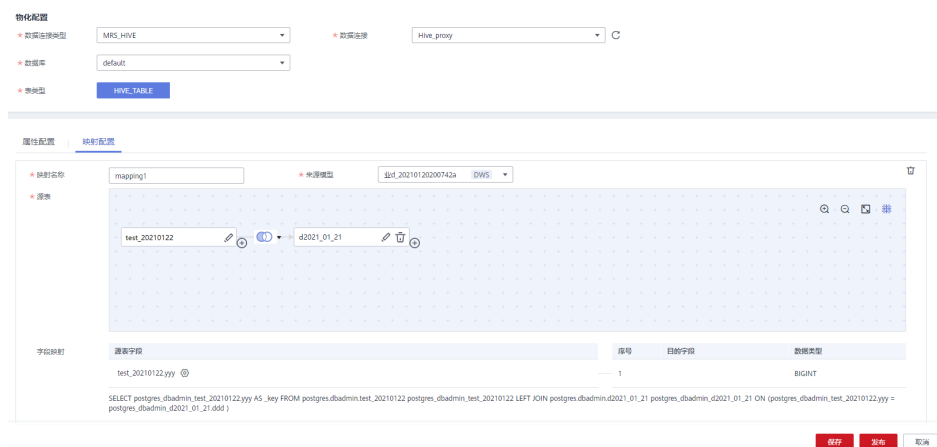 物化配置
* 数据连接类型 MRS_HIVE * 数据连接 Hive_proxy
* 数据库 default
* 表类型 HIVE_TABLE
属性配置 映射配置
* 映射名称 mapping1 * 来源模型 业d_20210120200742a DWS
* 源表
test_20210122 d2021_01_21
字段映射 源表字段 序号 目的字段 数据类型
test_20210122.yyy 1 BIGINT
SELECT postgres_dbadmin_test_20210122.yyy AS _key FROM postgres.dbadmin.test_20210122 postgres_dbadmin_test_20210122 LEFT JOIN postgres.dbadmin.d2021_01_21 postgres_dbadmin_d2021_01_21 ON (postgres_dbadmin_test_20210122.yyy =
postgres_dbadmin_d2021_01_21.ddd )
保存 发布 取消